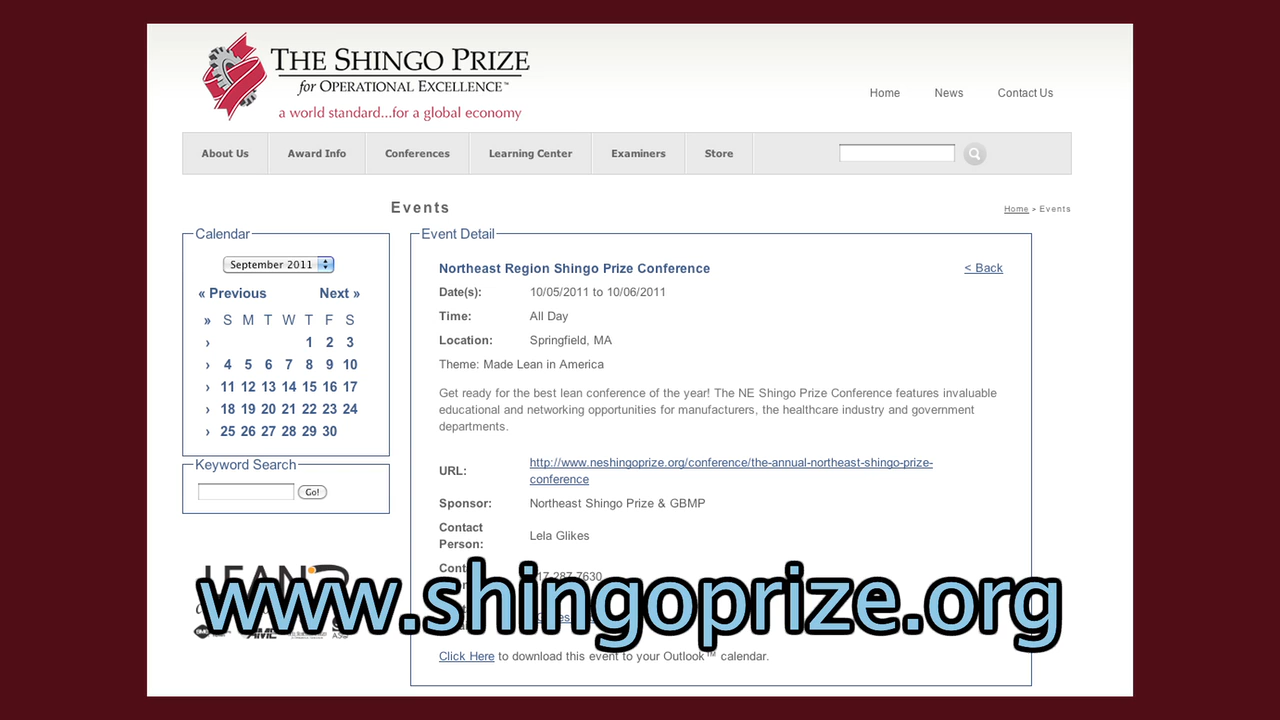 THE SHINGO PRIZE
for OPERATIONAL EXCELLENCE™
a world standard...for a global economy
Home News Contact Us
About Us Award Info Conferences Learning Center Examiners Store
Events
Home > Events
Calendar
September 2011
« Previous Next »
» S M T W T F S
› 1 2 3
› 4 5 6 7 8 9 10
› 11 12 13 14 15 16 17
› 18 19 20 21 22 23 24
› 25 26 27 28 29 30
Keyword Search
Go!
Event Detail
Northeast Region Shingo Prize Conference < Back
Date(s): 10/05/2011 to 10/06/2011
Time: All Day
Location: Springfield, MA
Theme: Made Lean in America
Get ready for the best lean conference of the year! The NE Shingo Prize Conference features invaluable
educational and networking opportunities for manufacturers, the healthcare industry and government
departments.
URL: http://www.neshingoprize.org/conference/the-annual-northeast-shingo-prize-
conference
Sponsor: Northeast Shingo Prize & GBMP
Contact
Person: Lela Glikes
LEAN
www.shingoprize.org
Click Here to download this event to your Outlook™ calendar.